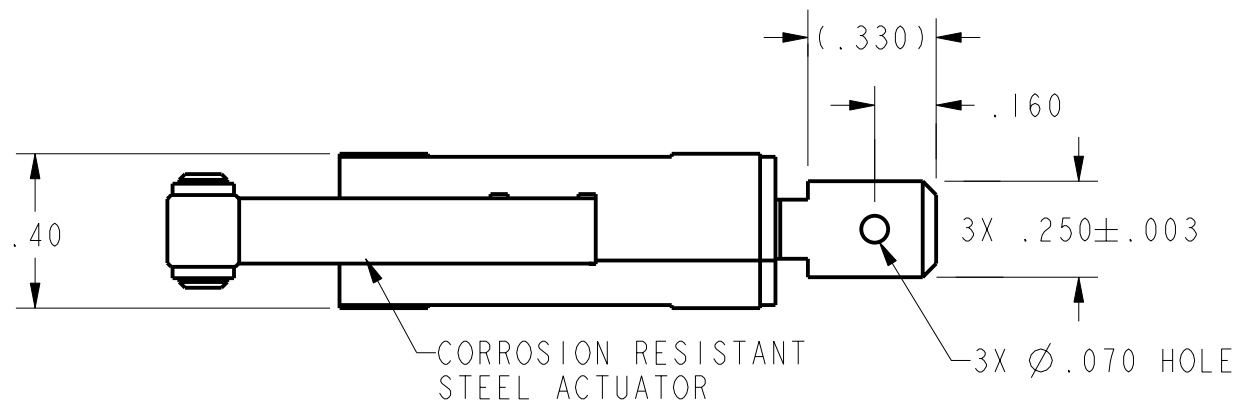 (.330)
.160
.40
3X .250±.003
CORROSION RESISTANT
STEEL ACTUATOR
3X Ø.070 HOLE